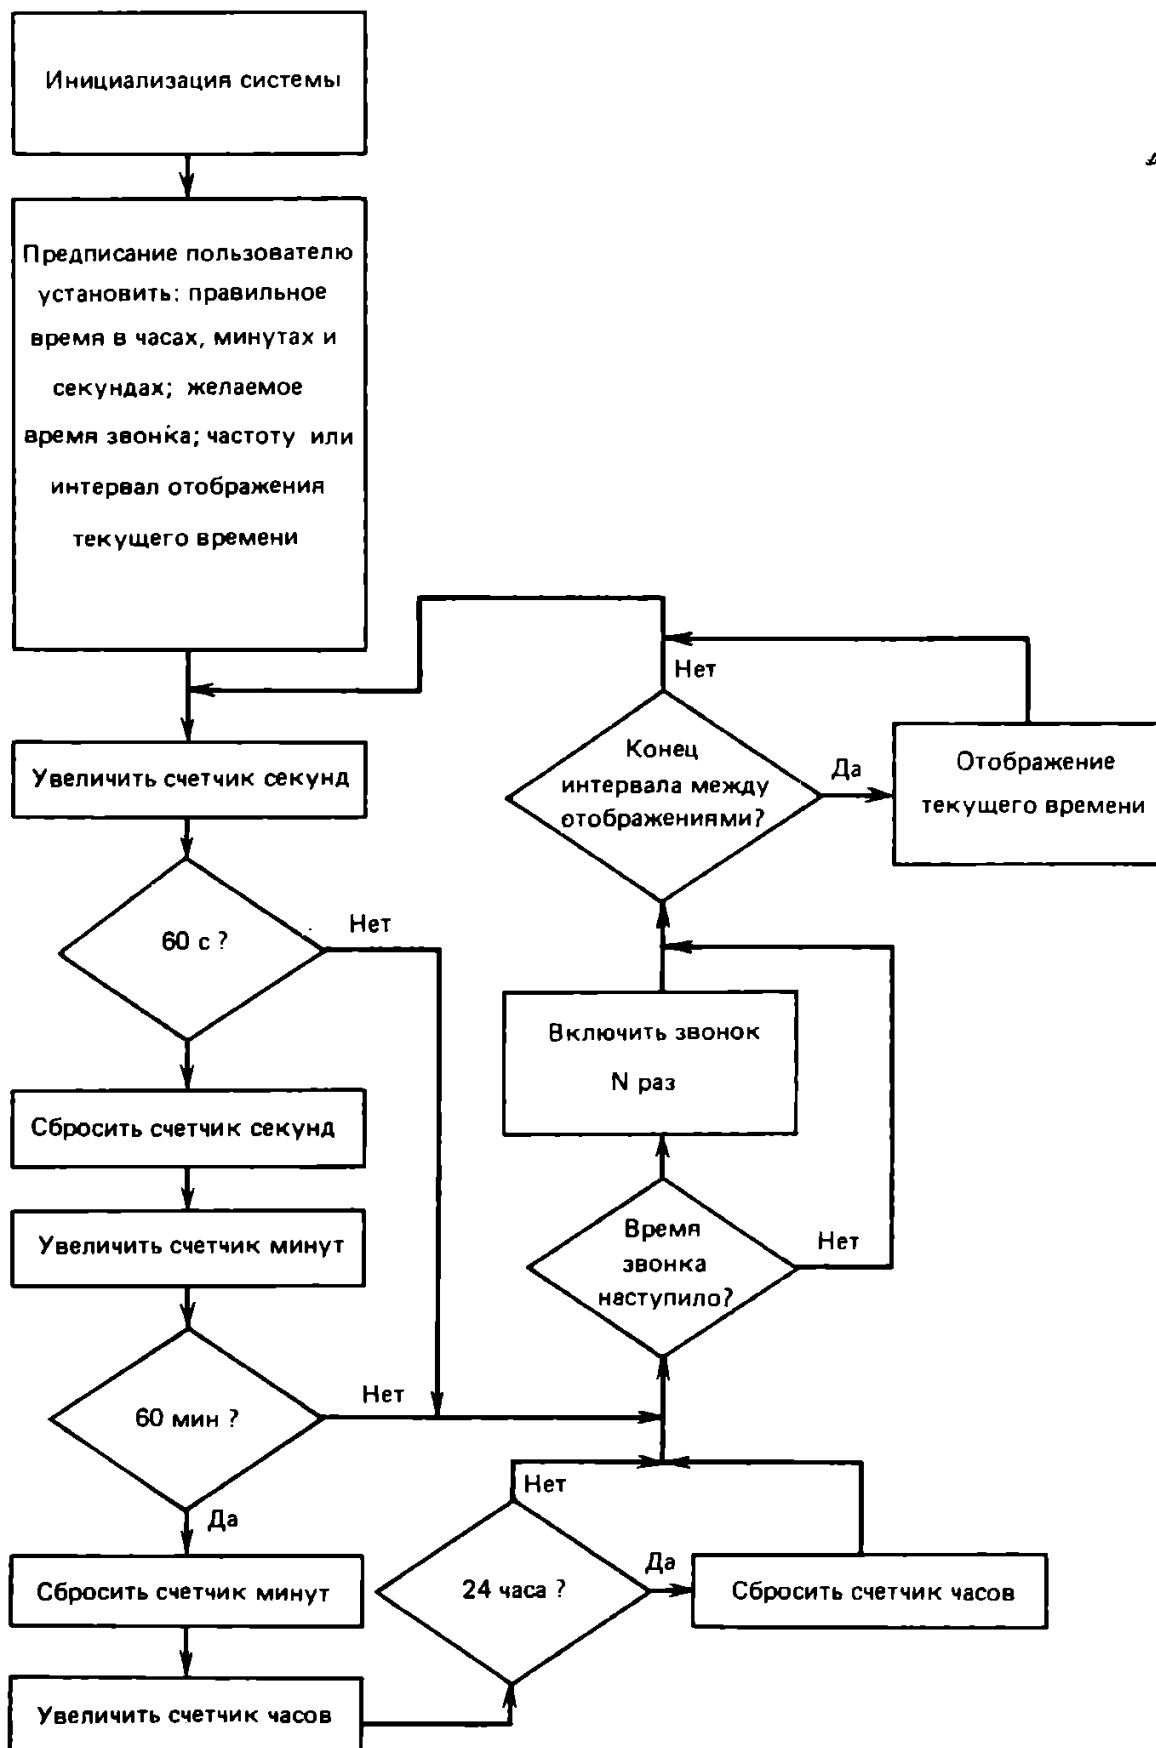 Инициализация системы
Предписание пользователю
установить: правильное
время в часах, минутах и
секундах; желаемое
время звонка; частоту или
интервал отображения
текущего времени
Увеличить счетчик секунд
60 с ?
Нет
Сбросить счетчик секунд
Увеличить счетчик минут
60 мин ?
Нет
Да
Сбросить счетчик минут
Увеличить счетчик часов
24 часа ?
Нет
Да
Сбросить счетчик часов
Время
звонка
наступило?
Нет
Включить звонок
N раз
Конец
интервала между
отображениями?
Нет
Да
Отображение
текущего времени